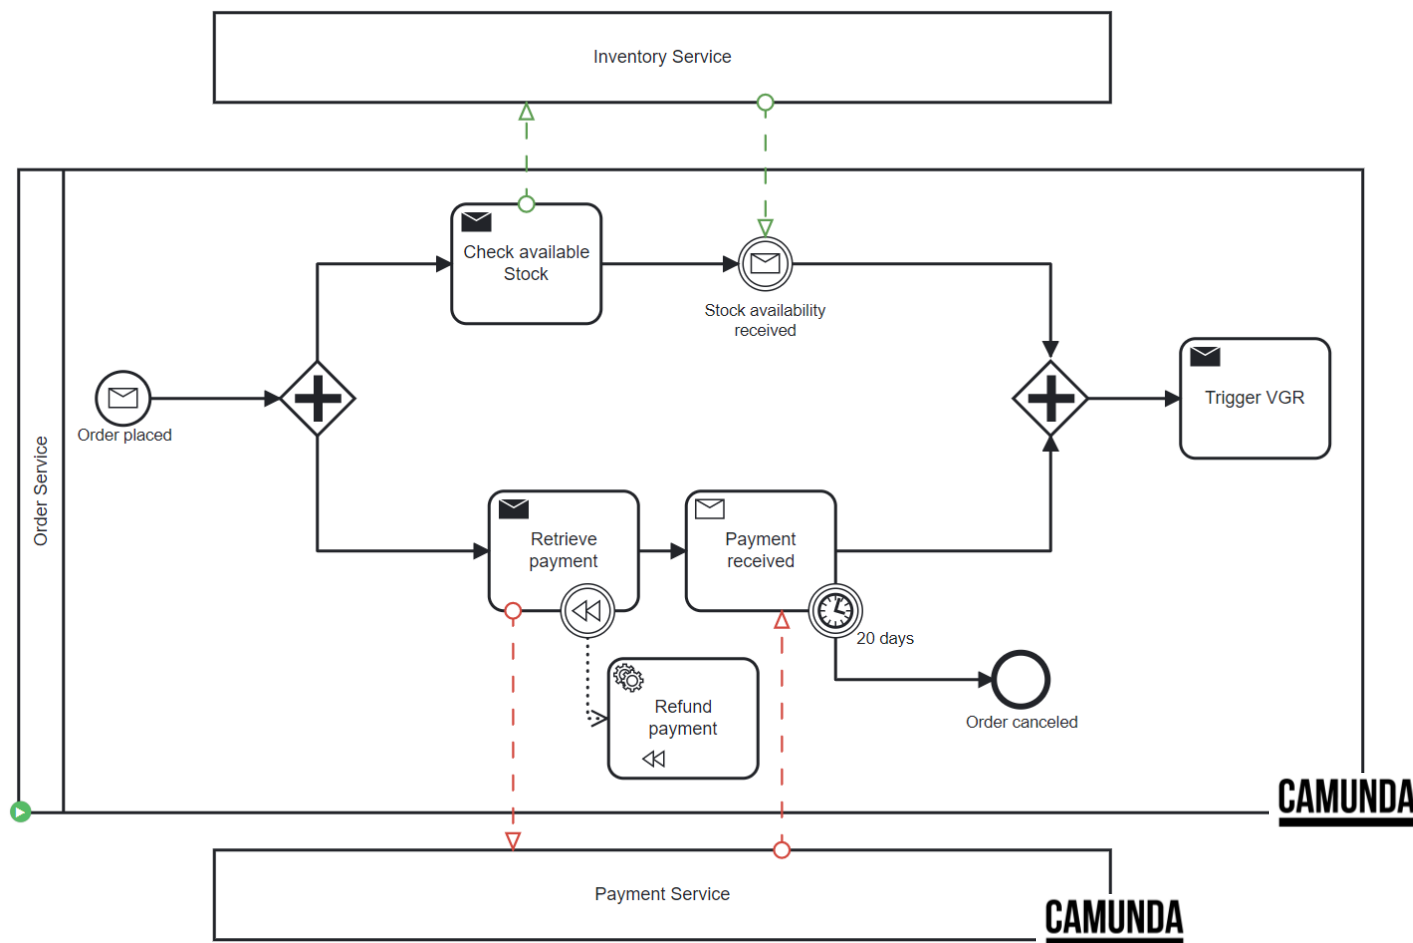 Inventory Service
Check available
Stock
Stock availability
received
Order placed
Trigger VGR
Order Service
Retrieve
payment
Payment
received
20 days
Refund
payment
Order canceled
CAMUNDA
Payment Service
CAMUNDA